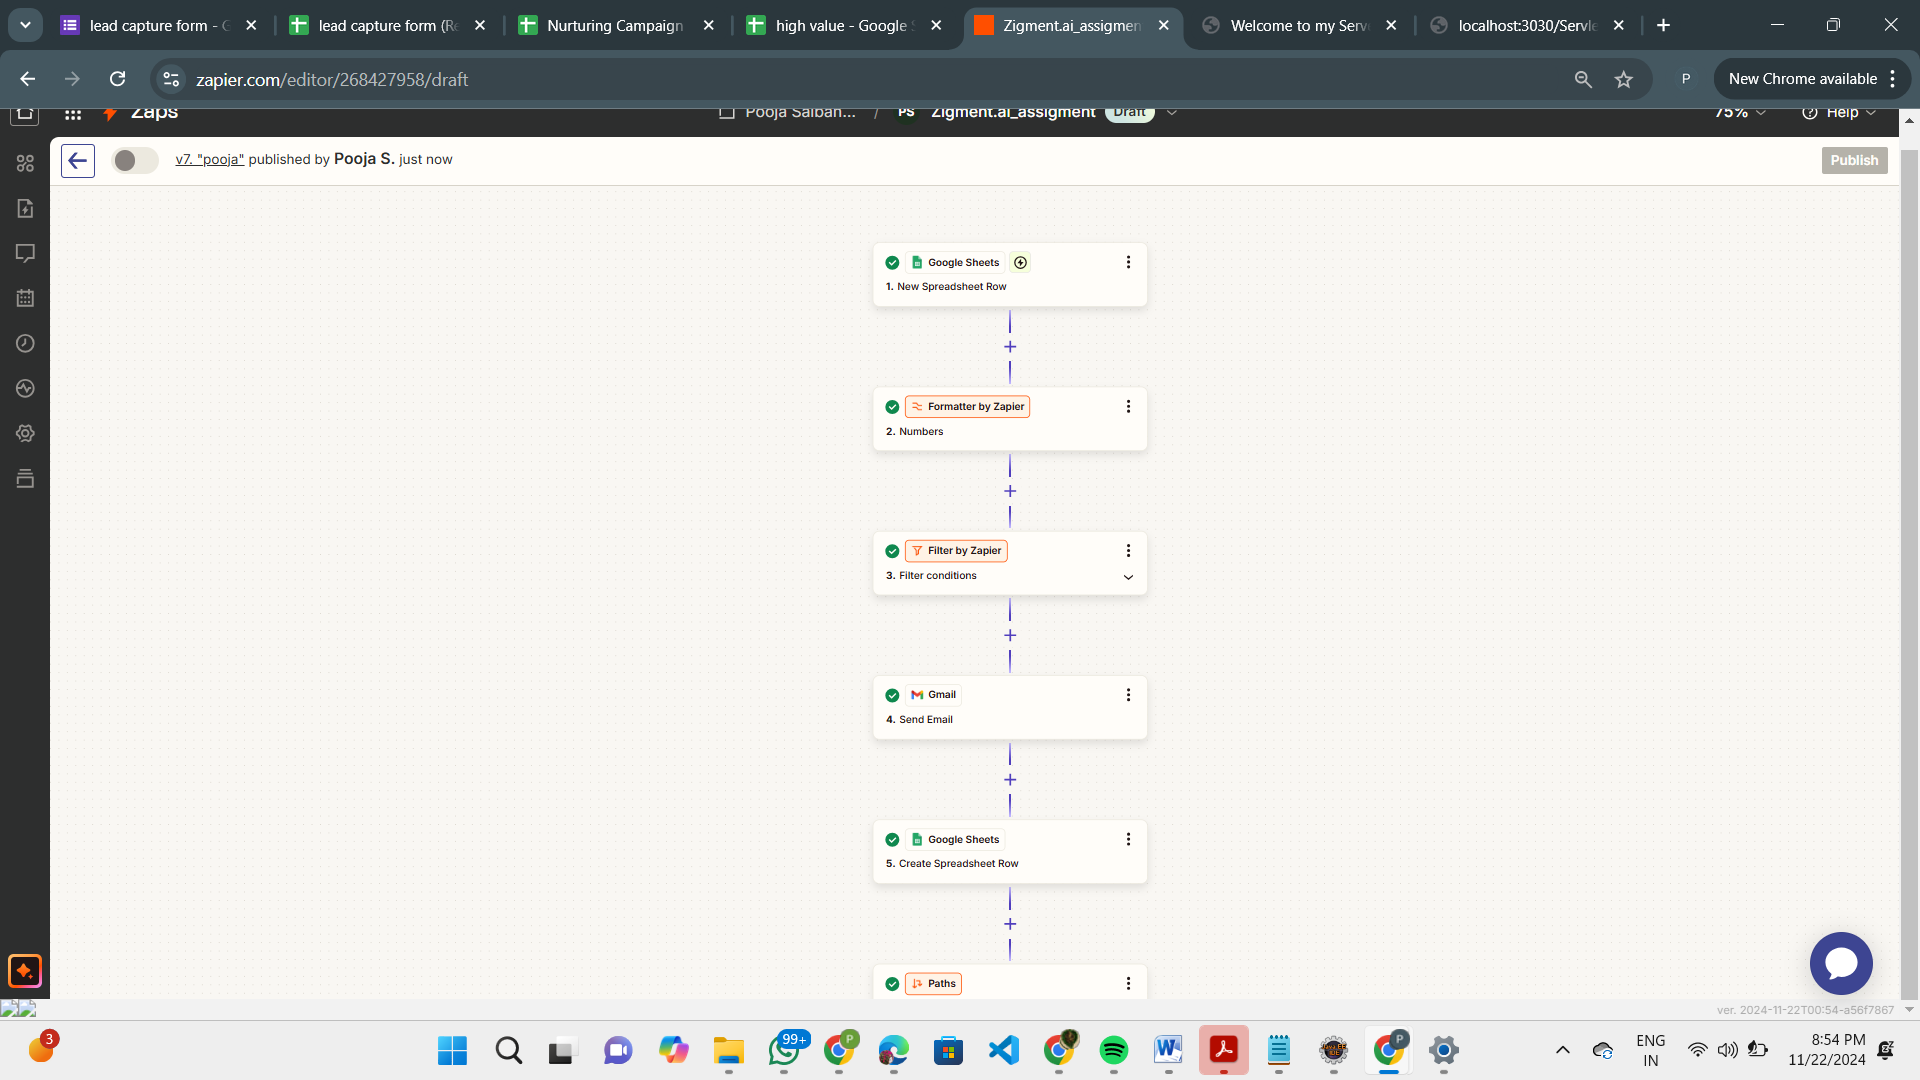 lead capture form - G
lead capture form (Re
Nurturing Campaign
high value - Google S
Zigment.ai_assigmen
Welcome to my Serv
localhost:3030/Servle
zapier.com/editor/268427958/draft
P
New Chrome available
Zaps
Pooja Salban... / PS Zigment.ai_assigment Draft
75%
Help
v7. "pooja" published by Pooja S. just now
Publish
Google Sheets
1. New Spreadsheet Row
Formatter by Zapier
2. Numbers
Filter by Zapier
3. Filter conditions
Gmail
4. Send Email
Google Sheets
5. Create Spreadsheet Row
Paths
ver. 2024-11-22T00:54-a56f7867
3
99+
P
P
ENG
IN
8:54 PM
11/22/2024